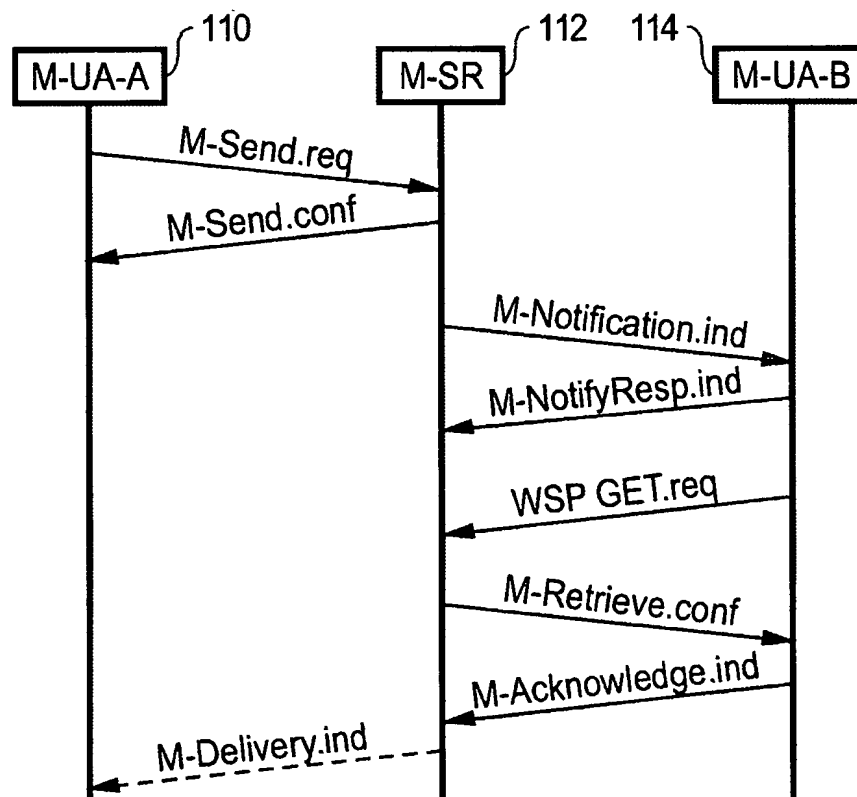 110
112
114
M-UA-A
M-SR
M-UA-B
M-Send.req
M-Send.conf
M-Notification.ind
M-NotifyResp.ind
WSP GET.req
M-Retrieve.conf
M-Acknowledge.ind
M-Delivery.ind